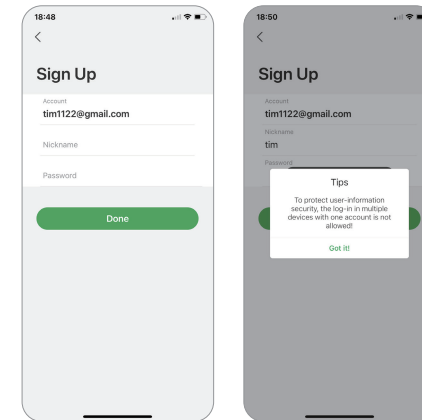 18:48
Sign Up
Account
tim1122@gmail.com
Nickname
Password
Done
18:50
Sign Up
Account
tim1122@gmail.com
Nickname
tim
Password
Tips
To protect user-information
security, the log-in in multiple
devices with one account is not
allowed!
Got it!